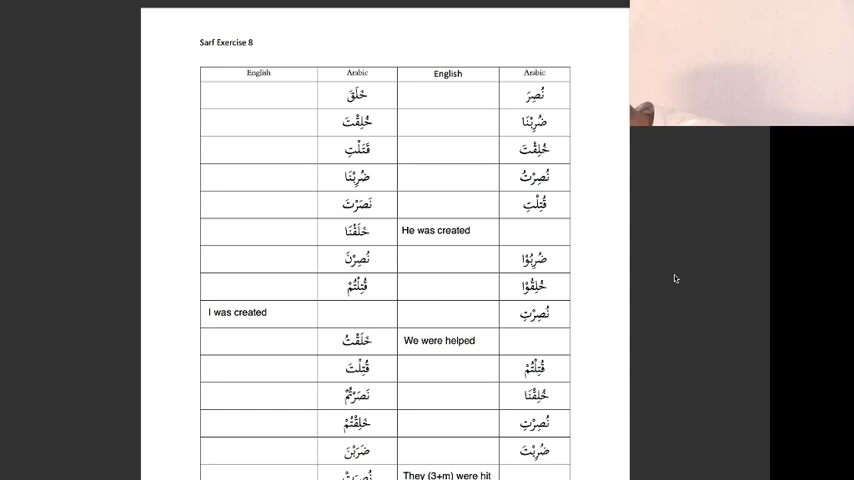 Sarf Exercise 8
English Arabic English Arabic
خَلَقَ نُصِرَ
خُلِقْتَ ضُرِبْنَا
قَتَلْتِ خُلِقْتَ
ضُرِبْنَا نُصِرْتُ
نَصَرْتَ قُتِلْتِ
خَلَقْنَا He was created
نُصِرْنَ ضُرِبُوْا
قُتِلْتُمْ خُلِقُوْا
I was created نُصِرْتِ
خَلَقْتُ We were helped
قُتِلْتَ قُتِلْتُمْ
نَصَرْتُمْ خُلِقْنَا
خَلِقْتُمْ نُصِرْتِ
ضَرَبْنَ ضُرِبْتَ
They (3+m) were hit